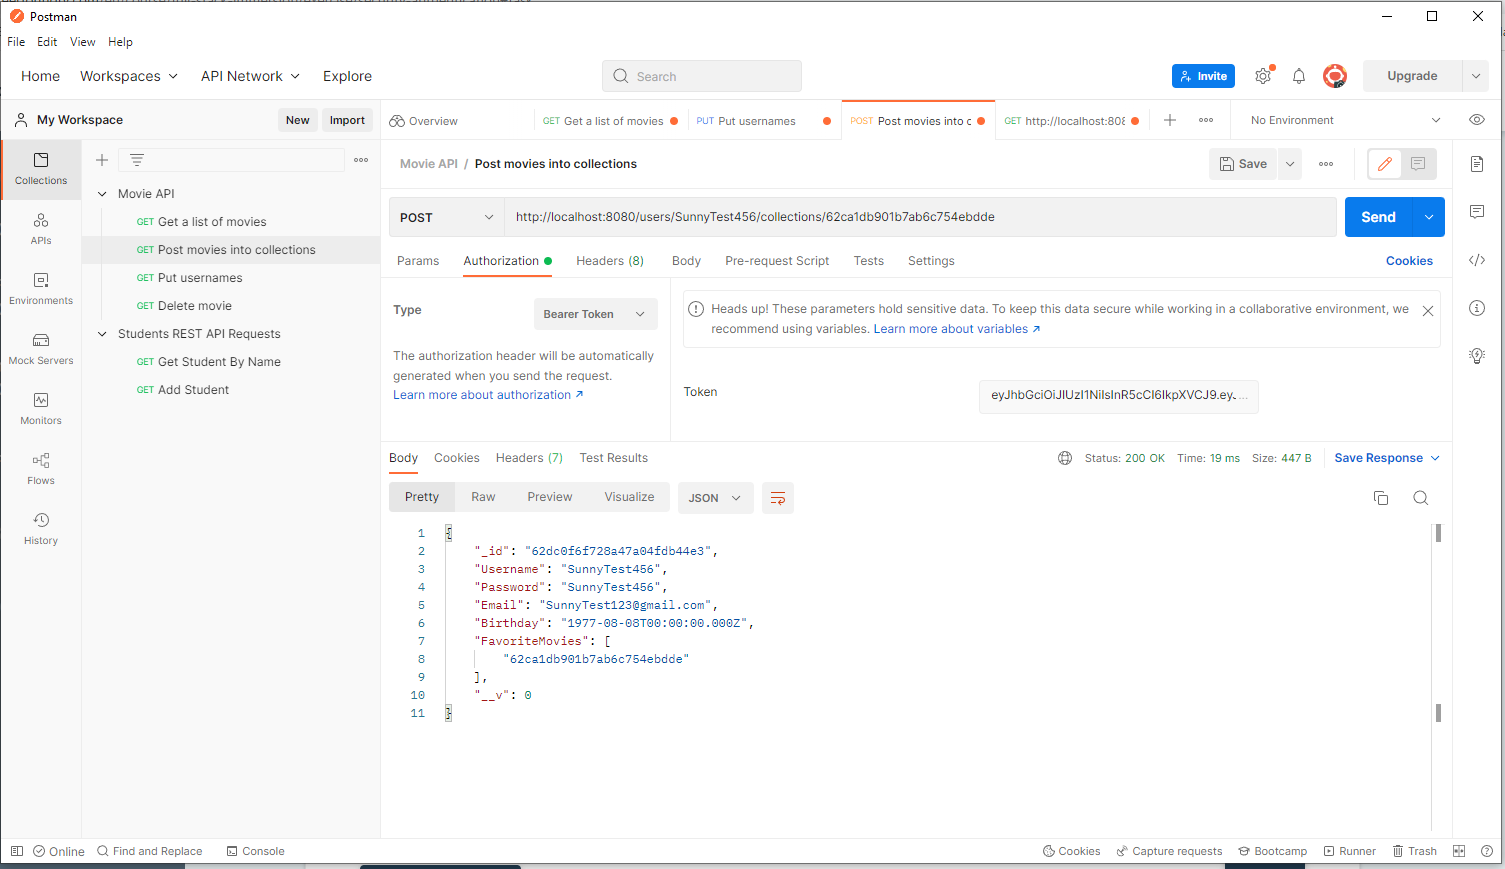 Postman
File Edit View Help
Home Workspaces API Network Explore Search Invite Upgrade
My Workspace New Import
Overview GET Get a list of movies PUT Put usernames POST Post movies into c GET http://localhost:808 No Environment
Collections
APIs
Environments
Mock Servers
Monitors
Flows
History
Movie API
GET Get a list of movies
GET Post movies into collections
GET Put usernames
GET Delete movie
Students REST API Requests
GET Get Student By Name
GET Add Student
Movie API / Post movies into collections Save
POST http://localhost:8080/users/SunnyTest456/collections/62ca1db901b7ab6c754ebdde Send
Params Authorization Headers (8) Body Pre-request Script Tests Settings Cookies
Type Bearer Token
The authorization header will be automatically
generated when you send the request.
Learn more about authorization ↗
Heads up! These parameters hold sensitive data. To keep this data secure while working in a collaborative environment, we
recommend using variables. Learn more about variables ↗
Token eyJhbGciOiJIUzI1NiIsInR5cCI6IkpXVCJ9.eyJ...
Body Cookies Headers (7) Test Results Status: 200 OK Time: 19 ms Size: 447 B Save Response
Pretty Raw Preview Visualize JSON
1 {
2 "_id": "62dc0f6f728a47a04fdb44e3",
3 "Username": "SunnyTest456",
4 "Password": "SunnyTest456",
5 "Email": "SunnyTest123@gmail.com",
6 "Birthday": "1977-08-08T00:00:00.000Z",
7 "FavoriteMovies": [
8 "62ca1db901b7ab6c754ebdde"
9 ],
10 "__v": 0
11 }
Online Find and Replace Console Cookies Capture requests Bootcamp Runner Trash